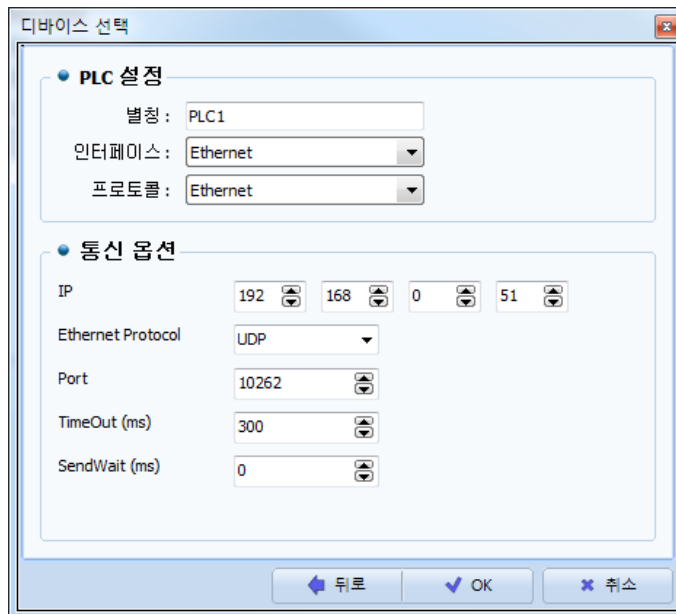 디바이스 선택
PLC 설정
별칭 : PLC1
인터페이스 : Ethernet
프로토콜 : Ethernet
통신 옵션
IP 192 168 0 51
Ethernet Protocol UDP
Port 10262
TimeOut (ms) 300
SendWait (ms) 0
뒤로 OK 취소